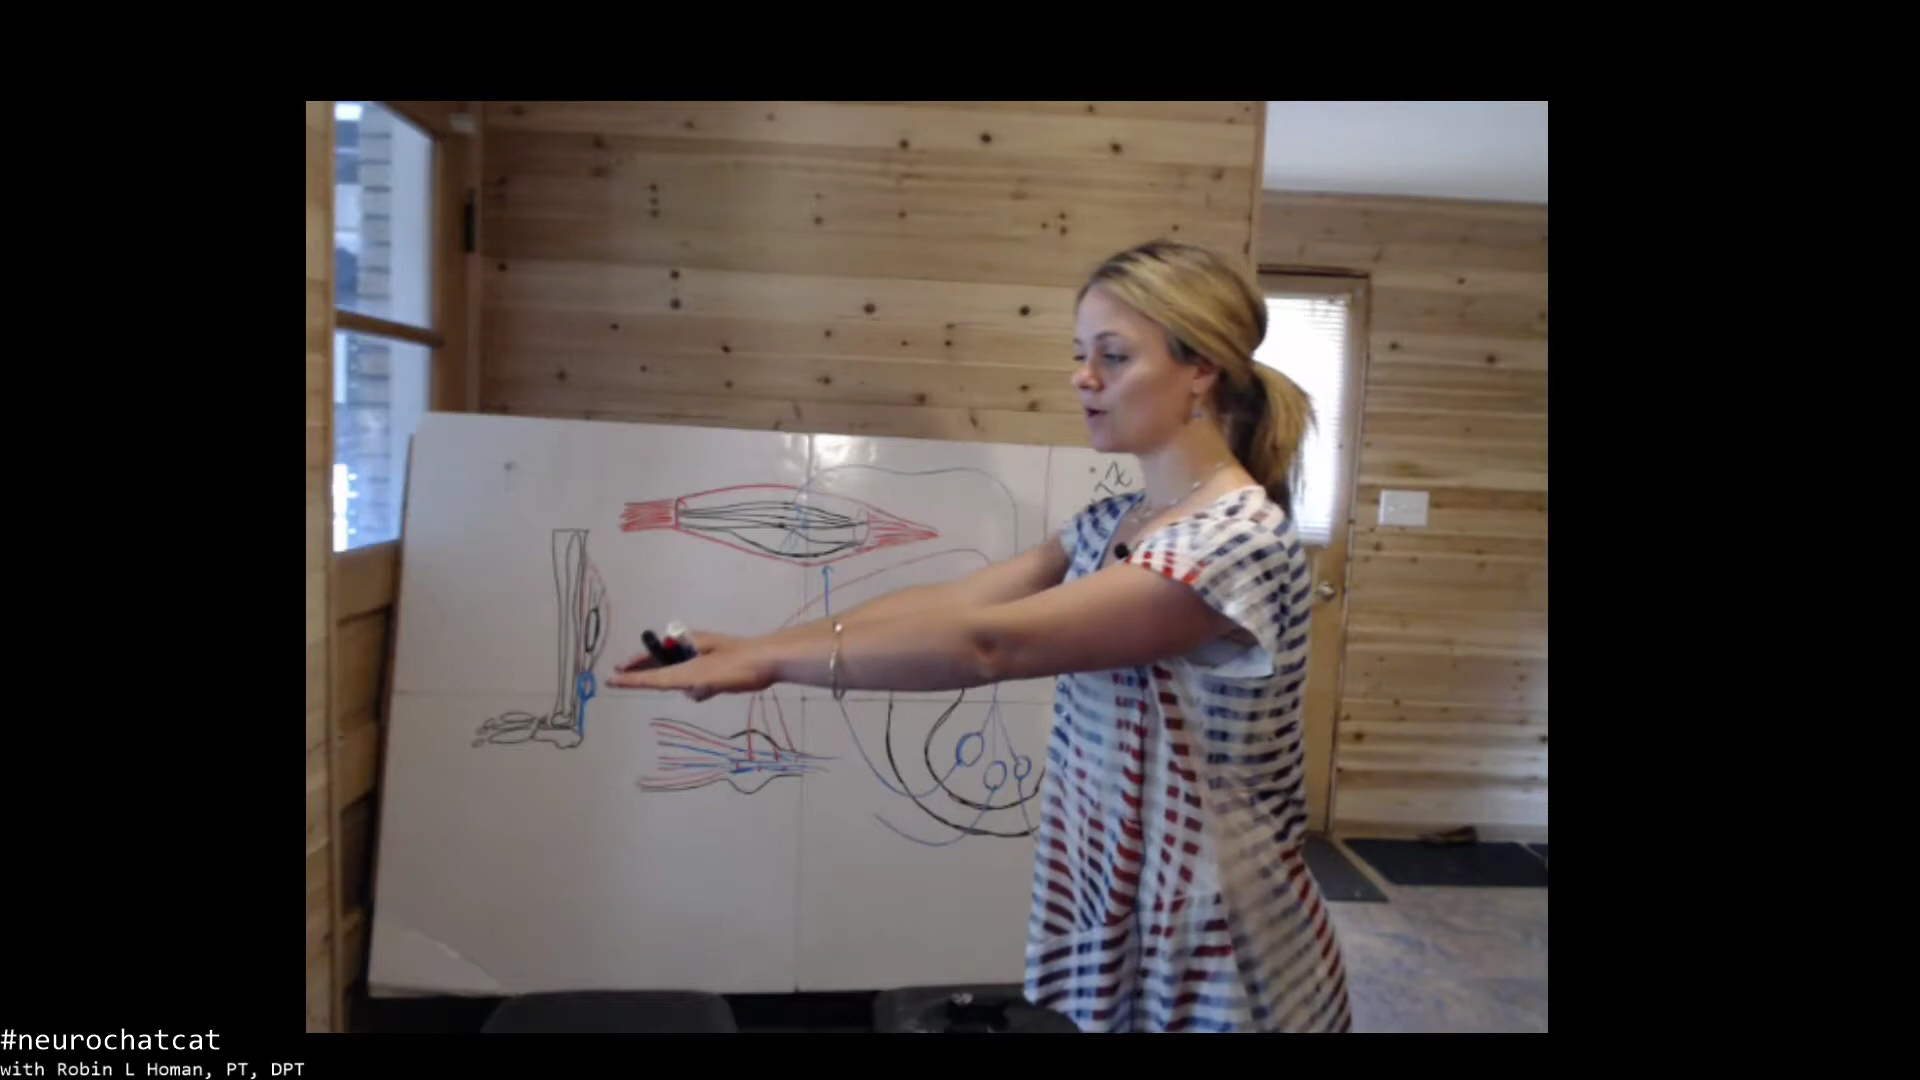 #neurochatcat
with Robin L Homan, PT, DPT